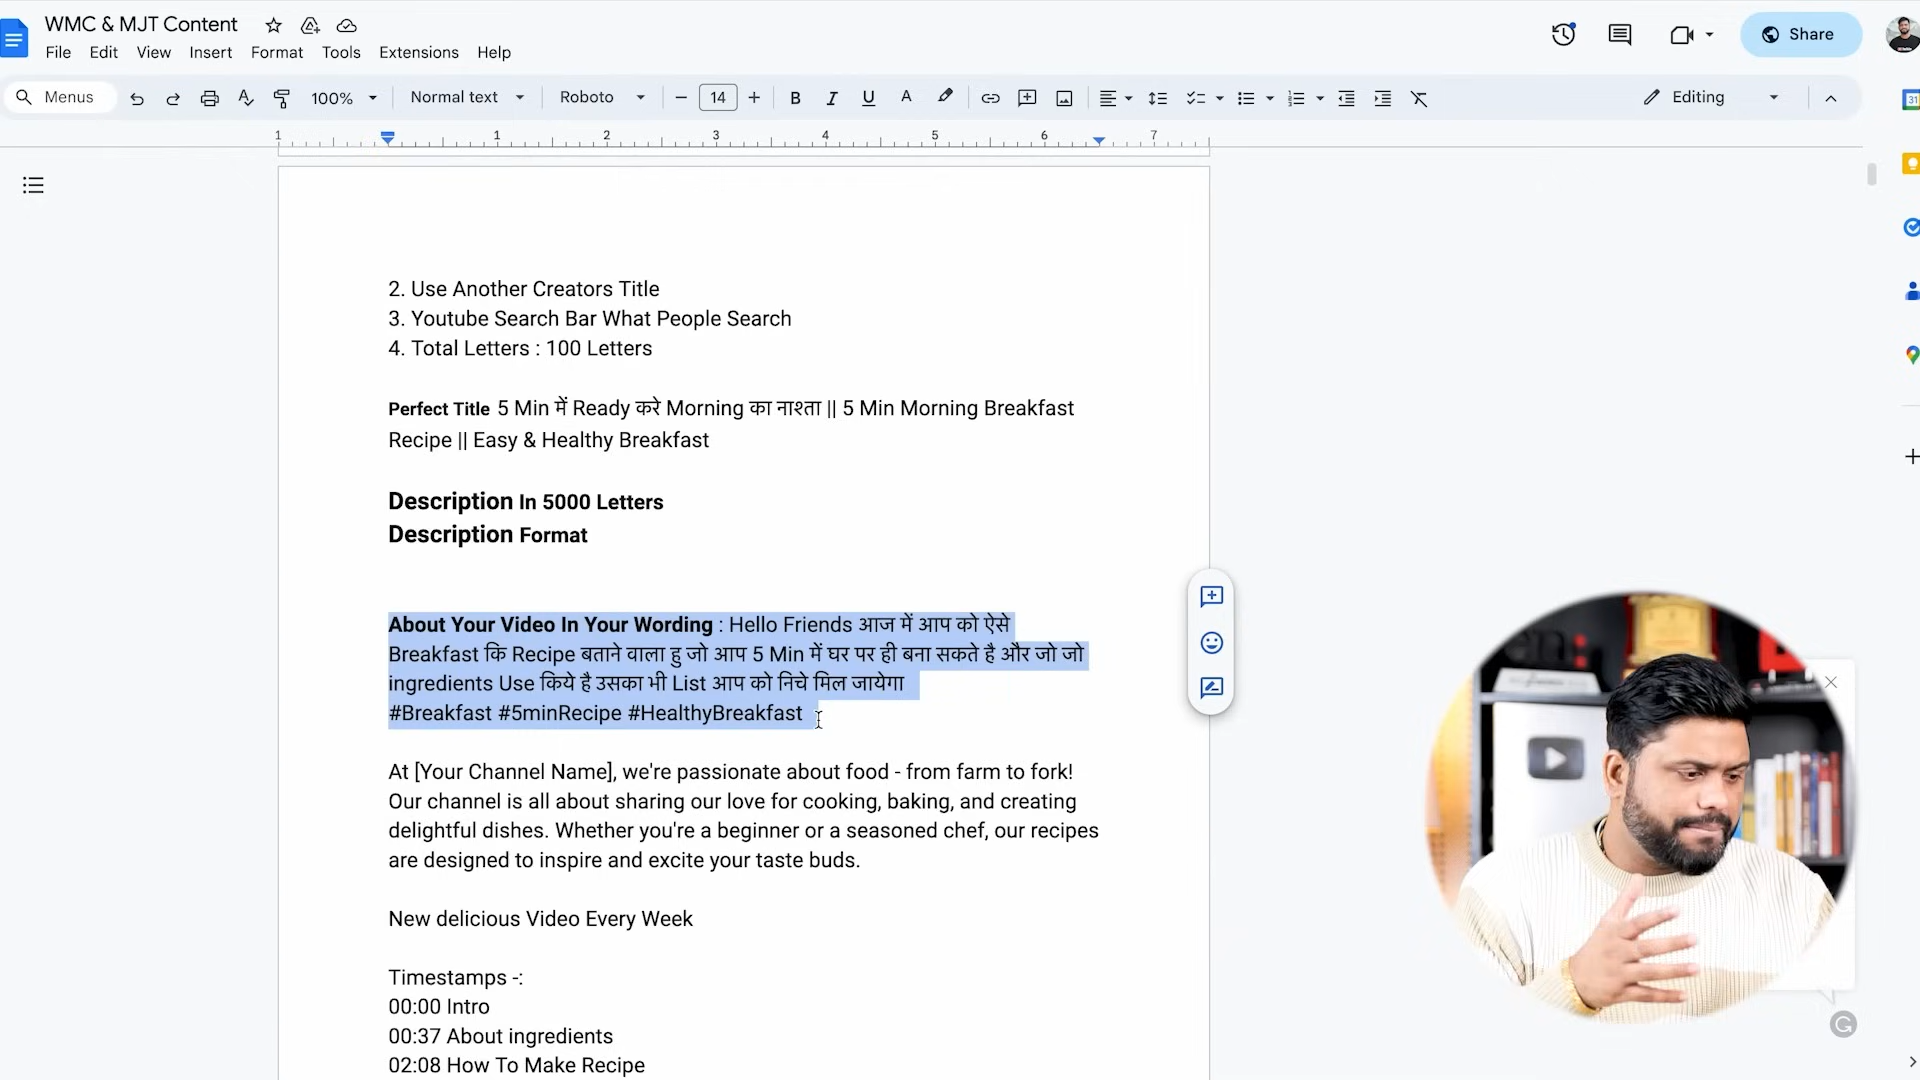 WMC & MJT Content
File Edit View Insert Format Tools Extensions Help
Share
Menus 100% Normal text Roboto 14 Editing
1 1 2 3 4 5 6 7
2. Use Another Creators Title
3. Youtube Search Bar What People Search
4. Total Letters : 100 Letters
Perfect Title 5 Min में Ready करे Morning का नाश्ता || 5 Min Morning Breakfast
Recipe || Easy & Healthy Breakfast
Description In 5000 Letters
Description Format
About Your Video In Your Wording : Hello Friends आज में आप को ऐसे
Breakfast कि Recipe बताने वाला हु जो आप 5 Min में घर पर ही बना सकते है और जो जो
ingredients Use किये है उसका भी List आप को निचे मिल जायेगा
#Breakfast #5minRecipe #HealthyBreakfast
At [Your Channel Name], we're passionate about food - from farm to fork!
Our channel is all about sharing our love for cooking, baking, and creating
delightful dishes. Whether you're a beginner or a seasoned chef, our recipes
are designed to inspire and excite your taste buds.
New delicious Video Every Week
Timestamps -:
00:00 Intro
00:37 About ingredients
02:08 How To Make Recipe